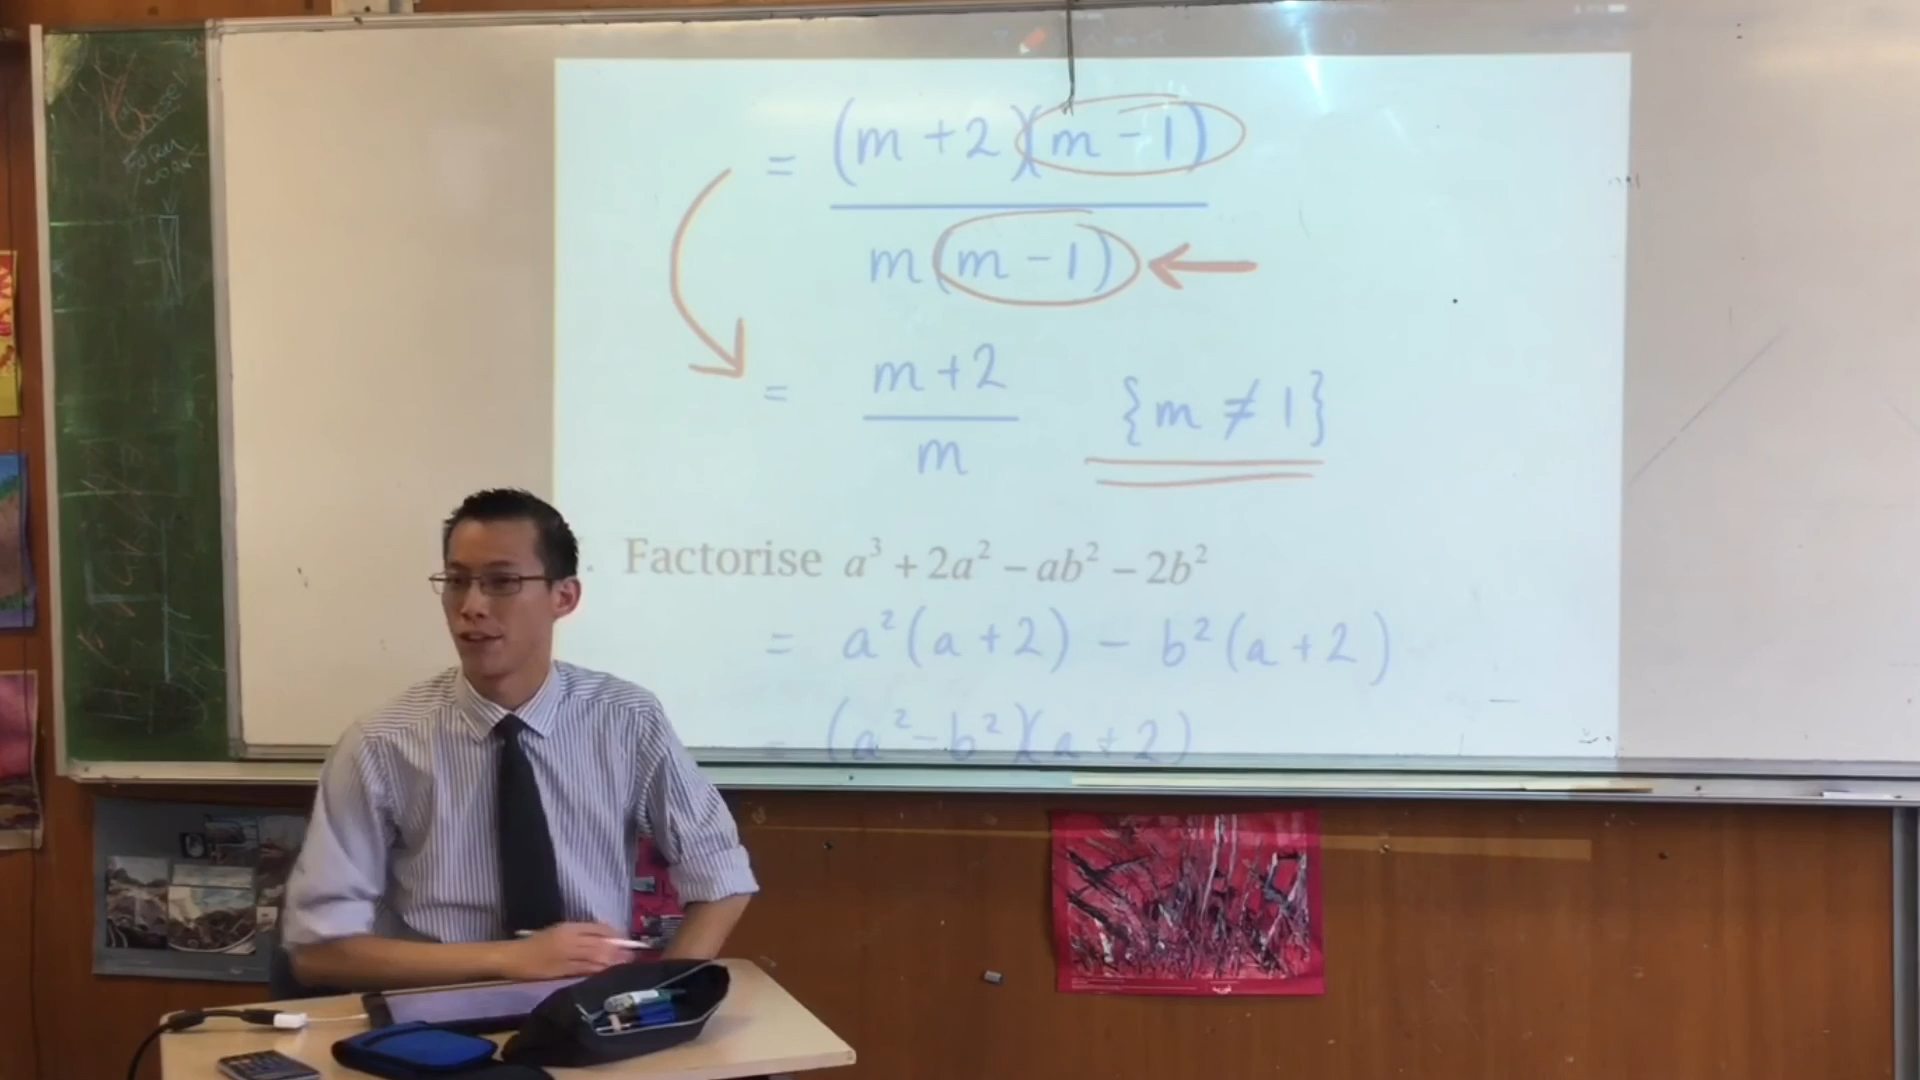 = (m+2)(m-1)
m(m-1)
= m+2 {m ≠ 1}
m
. Factorise a³ + 2a² – ab² – 2b²
= a²(a+2) - b²(a+2)
= (a²-b²)(a+2)